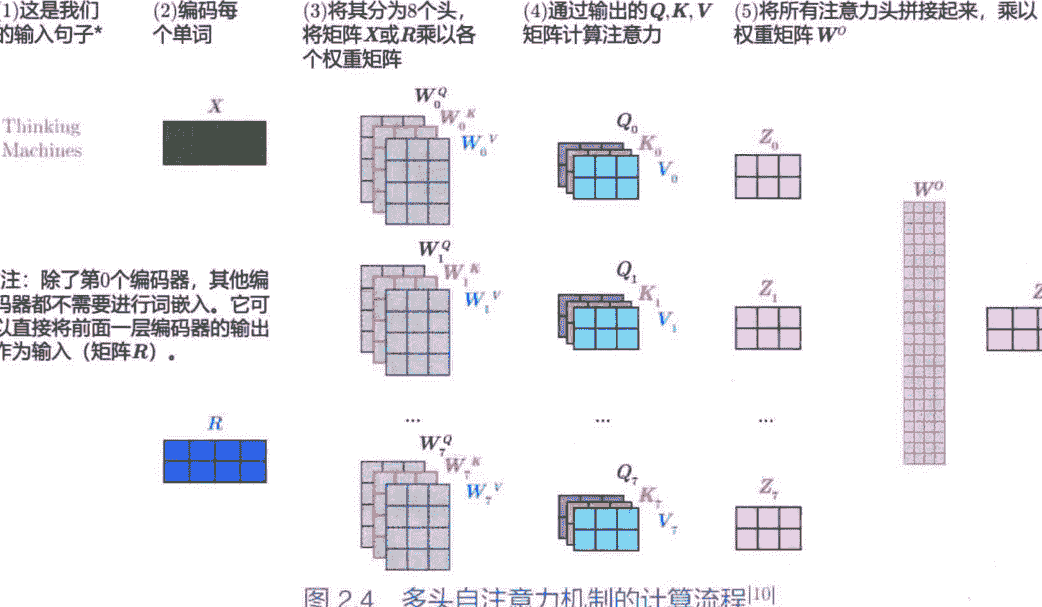 (1)这是我们
的输入句子*
(2)编码每
个单词
(3)将其分为8个头，
将矩阵X或R乘以各
个权重矩阵
(4)通过输出的Q,K,V
矩阵计算注意力
(5)将所有注意力头拼接起来，乘以
权重矩阵W^O
Thinking
Machines
X
W_0^Q
W_0^K
W_0^V
Q_0
K_0
V_0
Z_0
W^O
注：除了第0个编码器，其他编
码器都不需要进行词嵌入。它可
以直接将前面一层编码器的输出
作为输入（矩阵R）。
W_1^Q
W_1^K
W_1^V
Q_1
K_1
V_1
Z_1
Z
...
...
...
R
W_7^Q
W_7^K
W_7^V
Q_7
K_7
V_7
Z_7
图 2.4 多头自注意力机制的计算流程[10]